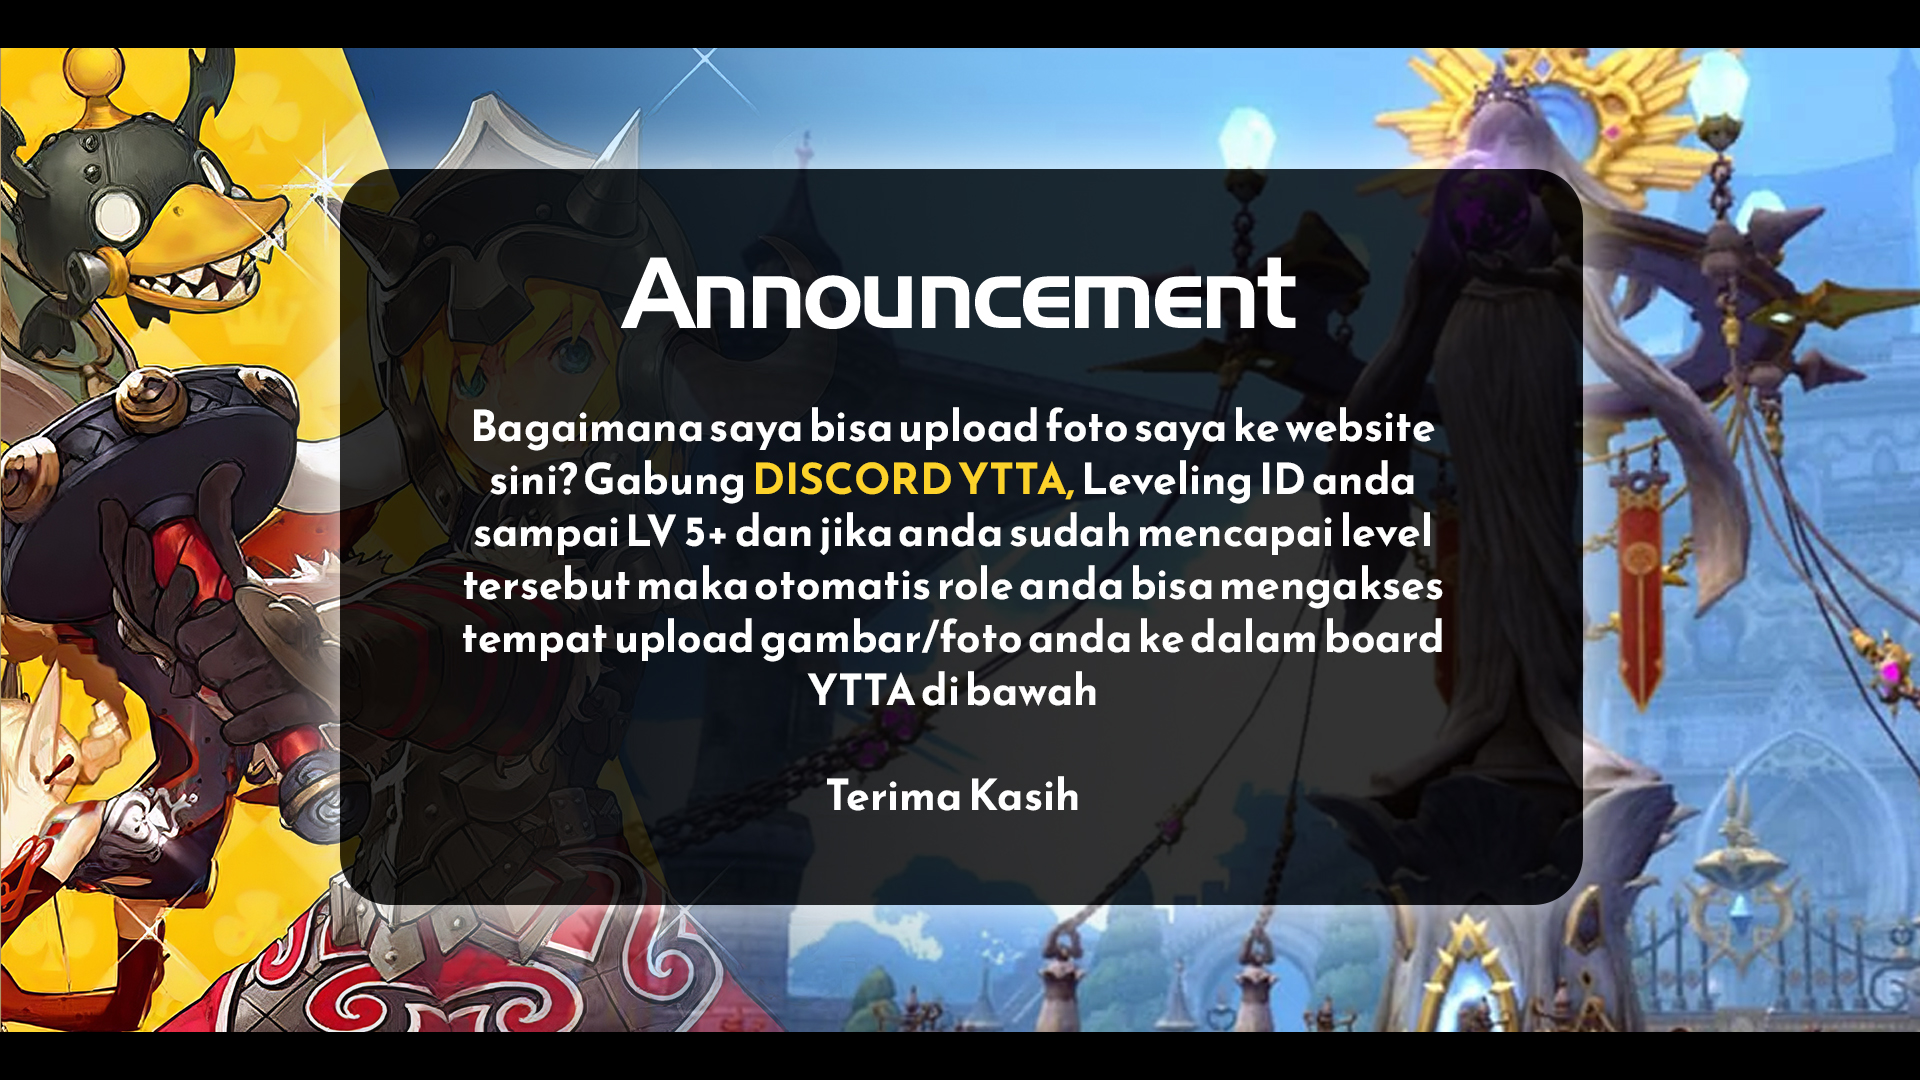 Announcement
Bagaimana saya bisa upload foto saya ke website
sini? Gabung DISCORD YTTA, Leveling ID anda
sampai LV 5+ dan jika anda sudah mencapai level
tersebut maka otomatis role anda bisa mengakses
tempat upload gambar/foto anda ke dalam board
YTTA di bawah
Terima Kasih